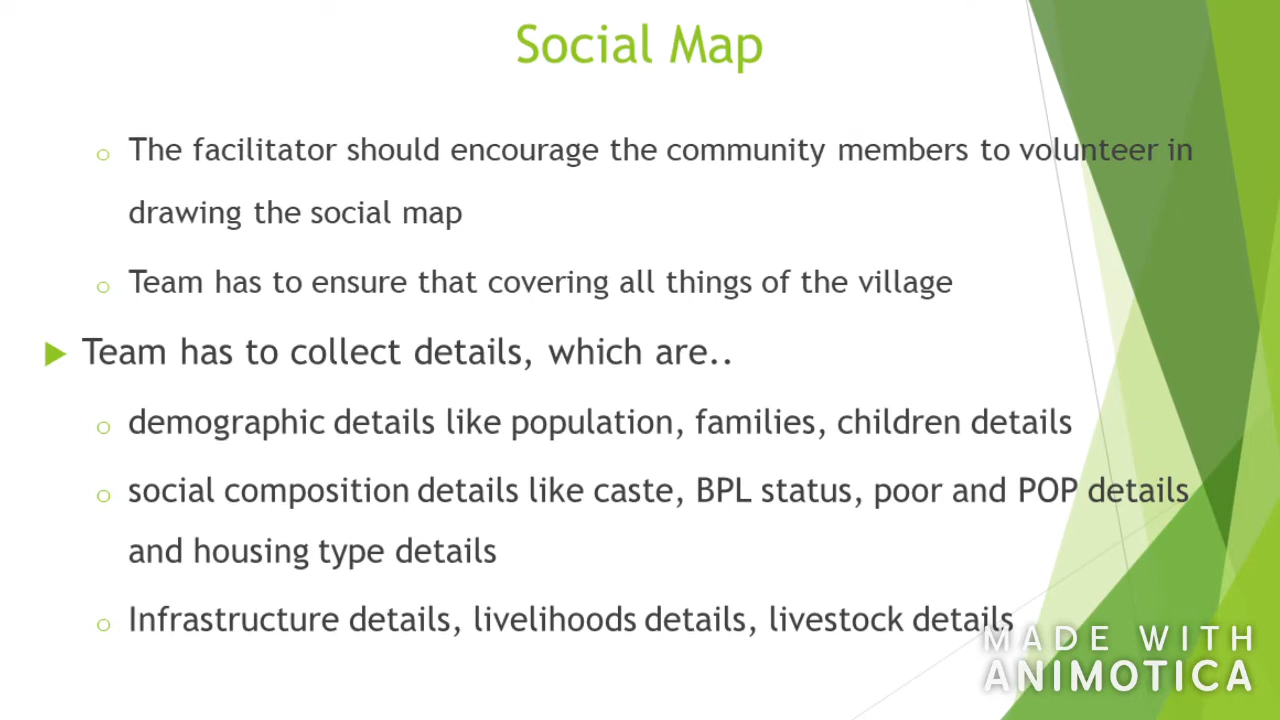 Social Map
The facilitator should encourage the community members to volunteer in
drawing the social map
Team has to ensure that covering all things of the village
Team has to collect details, which are..
demographic details like population, families, children details
social composition details like caste, BPL status, poor and POP details
and housing type details
Infrastructure details, livelihoods details, livestock details
MADE WITH
ANIMOTICA